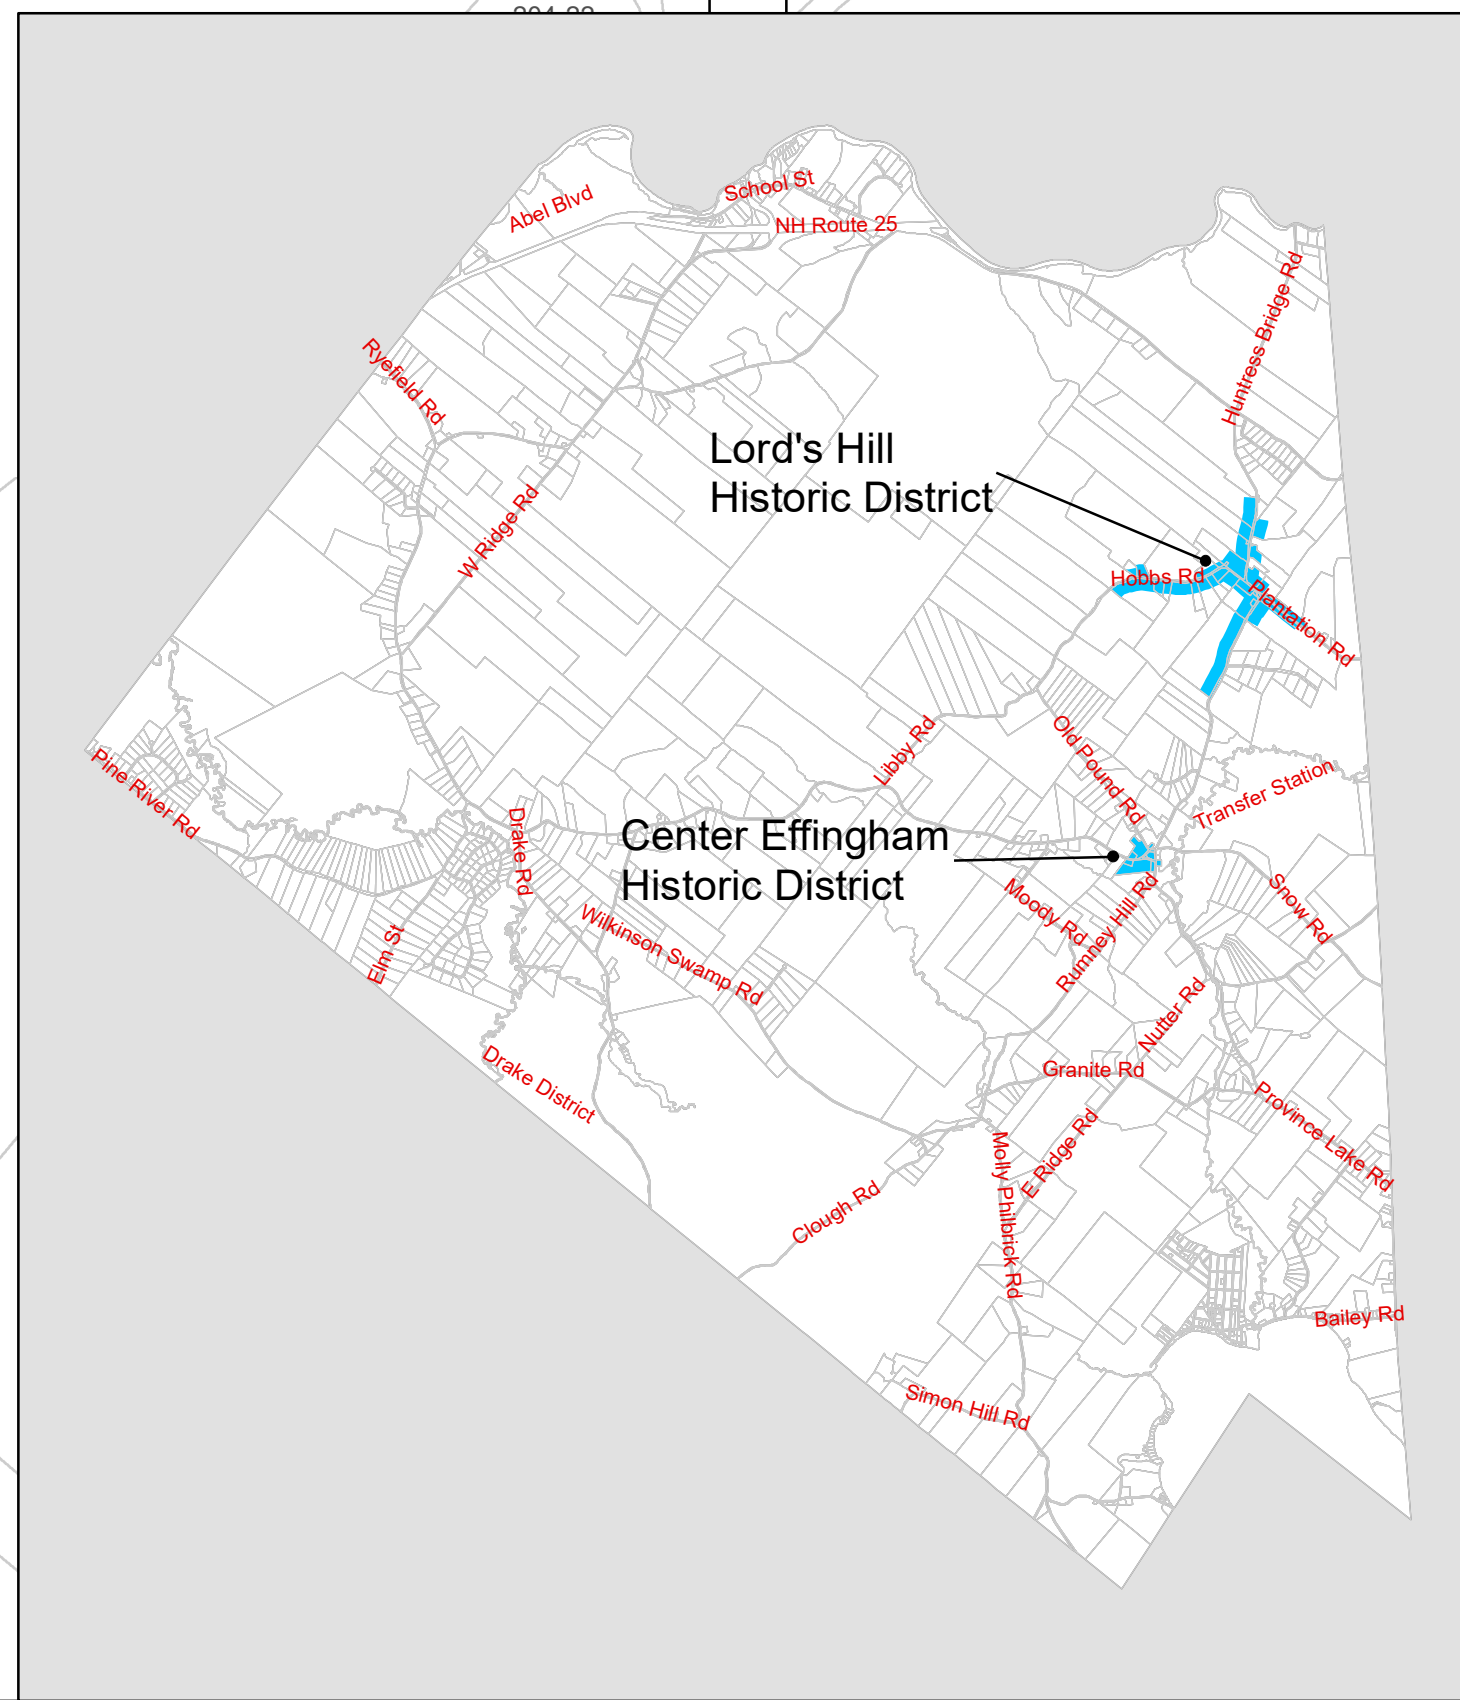 School St
Abel Blvd
NH Route 25
Huntress Bridge Rd
Ryefield Rd
Lord's Hill
Historic District
W Ridge Rd
Hobbs Rd
Plantation Rd
Libby Rd
Old Pound Rd
Pine River Rd
Transfer Station
Drake Rd
Center Effingham
Historic District
Moody Rd
Rumney Hill Rd
Snow Rd
Elm St
Wilkinson Swamp Rd
Nutter Rd
Drake District
Granite Rd
Province Lake Rd
E Ridge Rd
Molly Philbrick Rd
Clough Rd
Bailey Rd
Simon Hill Rd